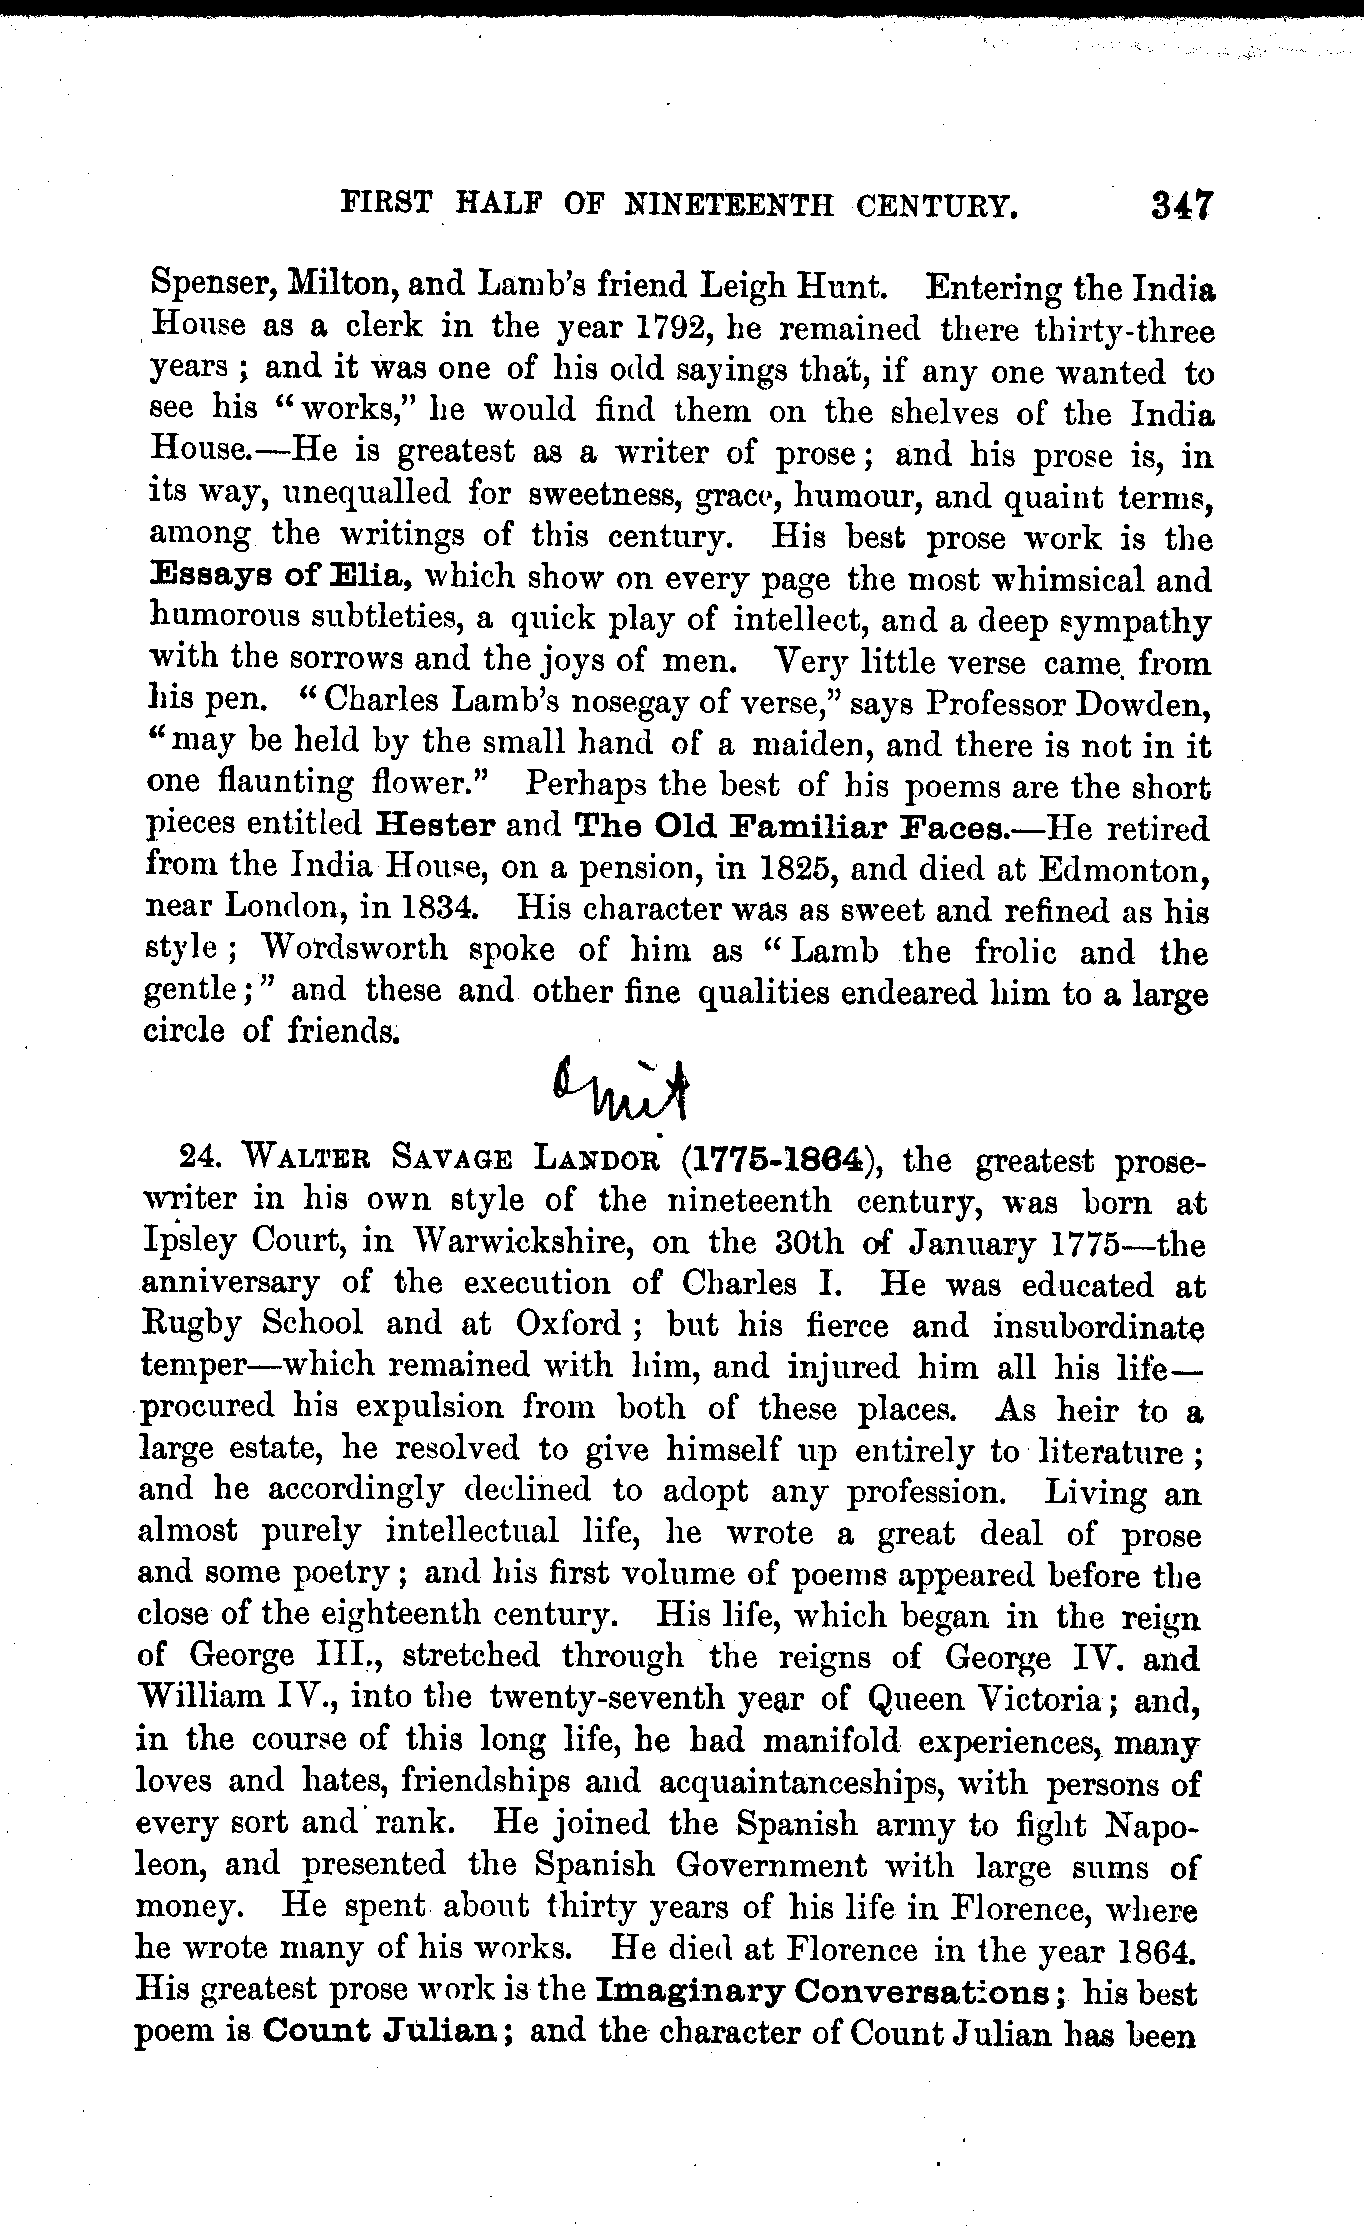 FIRST HALF OF NINETEENTH CENTURY. 347
Spenser, Milton, and Lamb's friend Leigh Hunt. Entering the India
House as a clerk in the year 1792, he remained there thirty-three
years ; and it was one of his odd sayings that, if any one wanted to
see his “works,” he would find them on the shelves of the India
House.—He is greatest as a writer of prose; and his prose is, in
its way, unequalled for sweetness, grace, humour, and quaint terms,
among the writings of this century. His best prose work is the
Essays of Elia, which show on every page the most whimsical and
humorous subtleties, a quick play of intellect, and a deep sympathy
with the sorrows and the joys of men. Very little verse came from
his pen. “Charles Lamb's nosegay of verse,” says Professor Dowden,
“may be held by the small hand of a maiden, and there is not in it
one flaunting flower.” Perhaps the best of his poems are the short
pieces entitled Hester and The Old Familiar Faces.—He retired
from the India House, on a pension, in 1825, and died at Edmonton,
near London, in 1834. His character was as sweet and refined as his
style ; Wordsworth spoke of him as “Lamb the frolic and the
gentle;” and these and other fine qualities endeared him to a large
circle of friends.
Omit
24. WALTER SAVAGE LANDOR (1775-1864), the greatest prose-
writer in his own style of the nineteenth century, was born at
Ipsley Court, in Warwickshire, on the 30th of January 1775—the
anniversary of the execution of Charles I. He was educated at
Rugby School and at Oxford ; but his fierce and insubordinate
temper—which remained with him, and injured him all his life—
procured his expulsion from both of these places. As heir to a
large estate, he resolved to give himself up entirely to literature ;
and he accordingly declined to adopt any profession. Living an
almost purely intellectual life, he wrote a great deal of prose
and some poetry ; and his first volume of poems appeared before the
close of the eighteenth century. His life, which began in the reign
of George III., stretched through the reigns of George IV. and
William IV., into the twenty-seventh year of Queen Victoria ; and,
in the course of this long life, he had manifold experiences, many
loves and hates, friendships and acquaintanceships, with persons of
every sort and rank. He joined the Spanish army to fight Napo-
leon, and presented the Spanish Government with large sums of
money. He spent about thirty years of his life in Florence, where
he wrote many of his works. He died at Florence in the year 1864.
His greatest prose work is the Imaginary Conversations; his best
poem is Count Julian; and the character of Count Julian has been